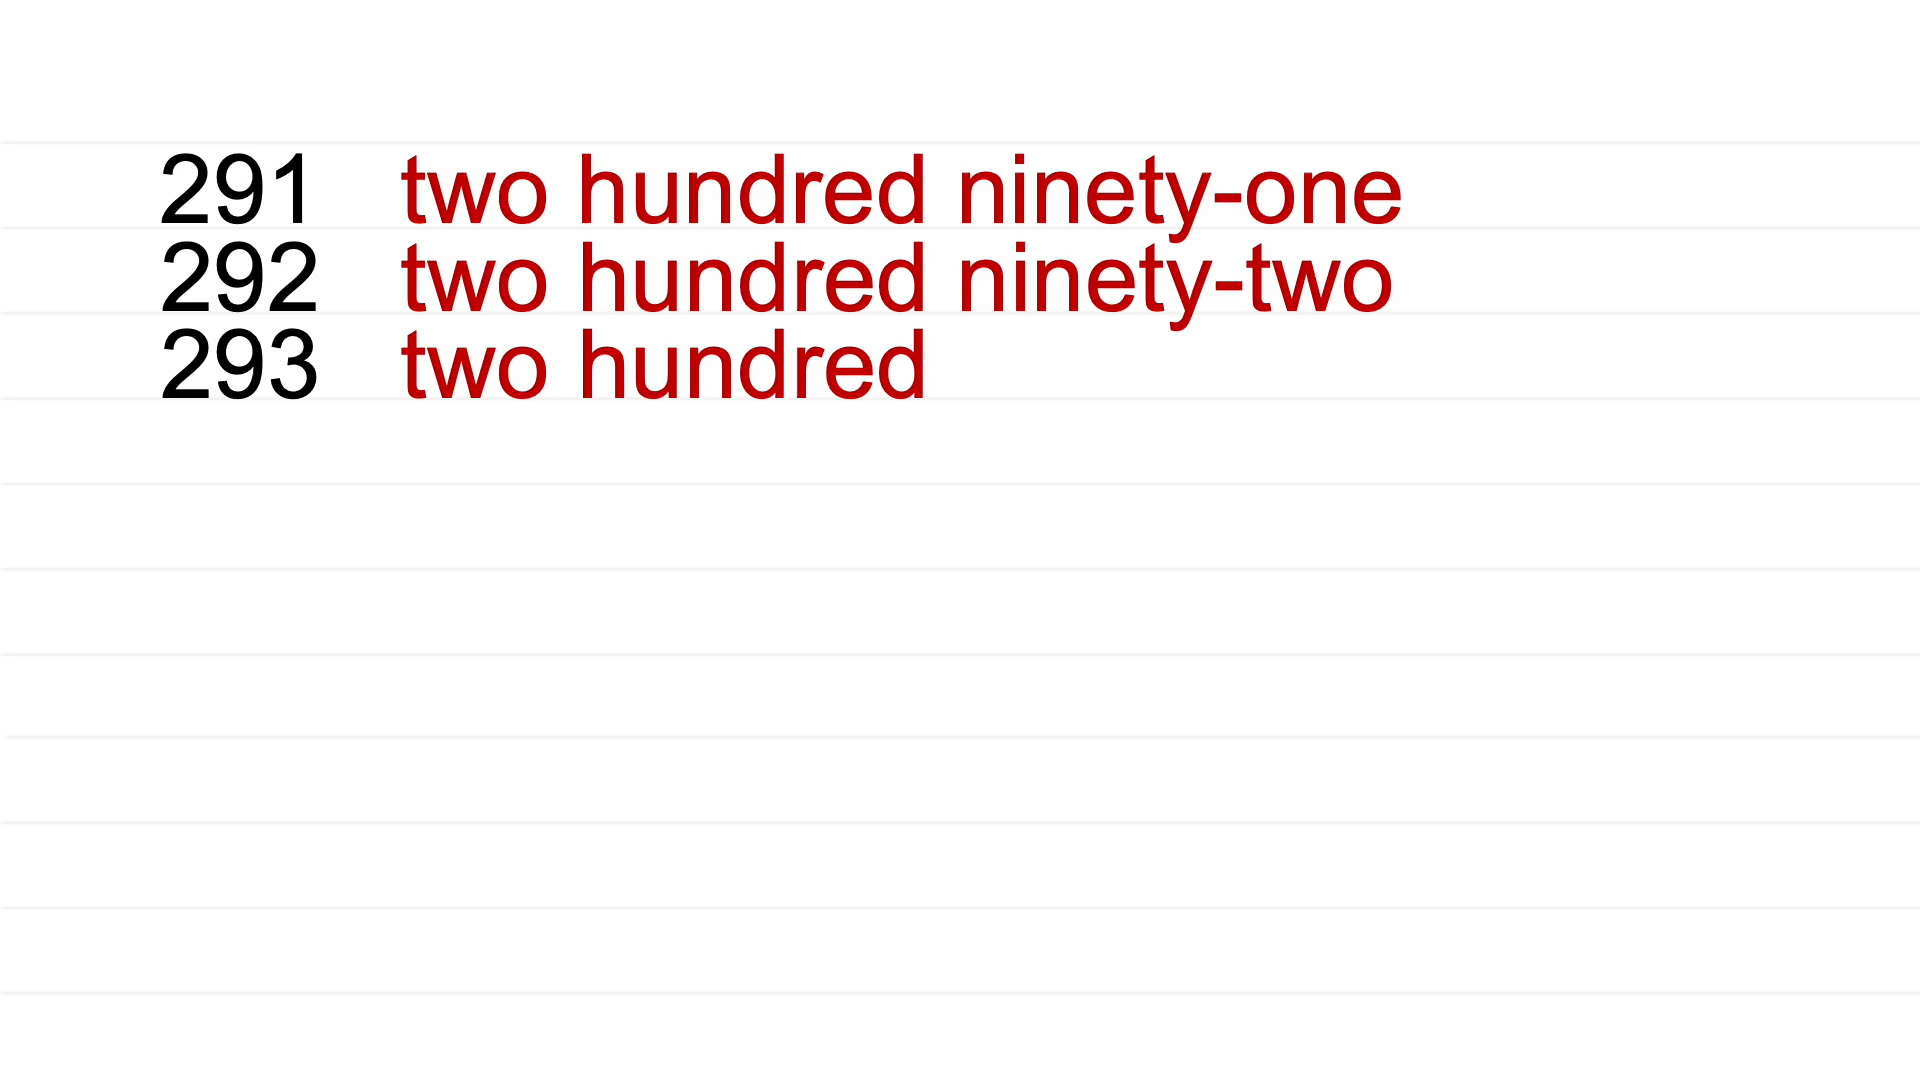 291 two hundred ninety-one
292 two hundred ninety-two
293 two hundred